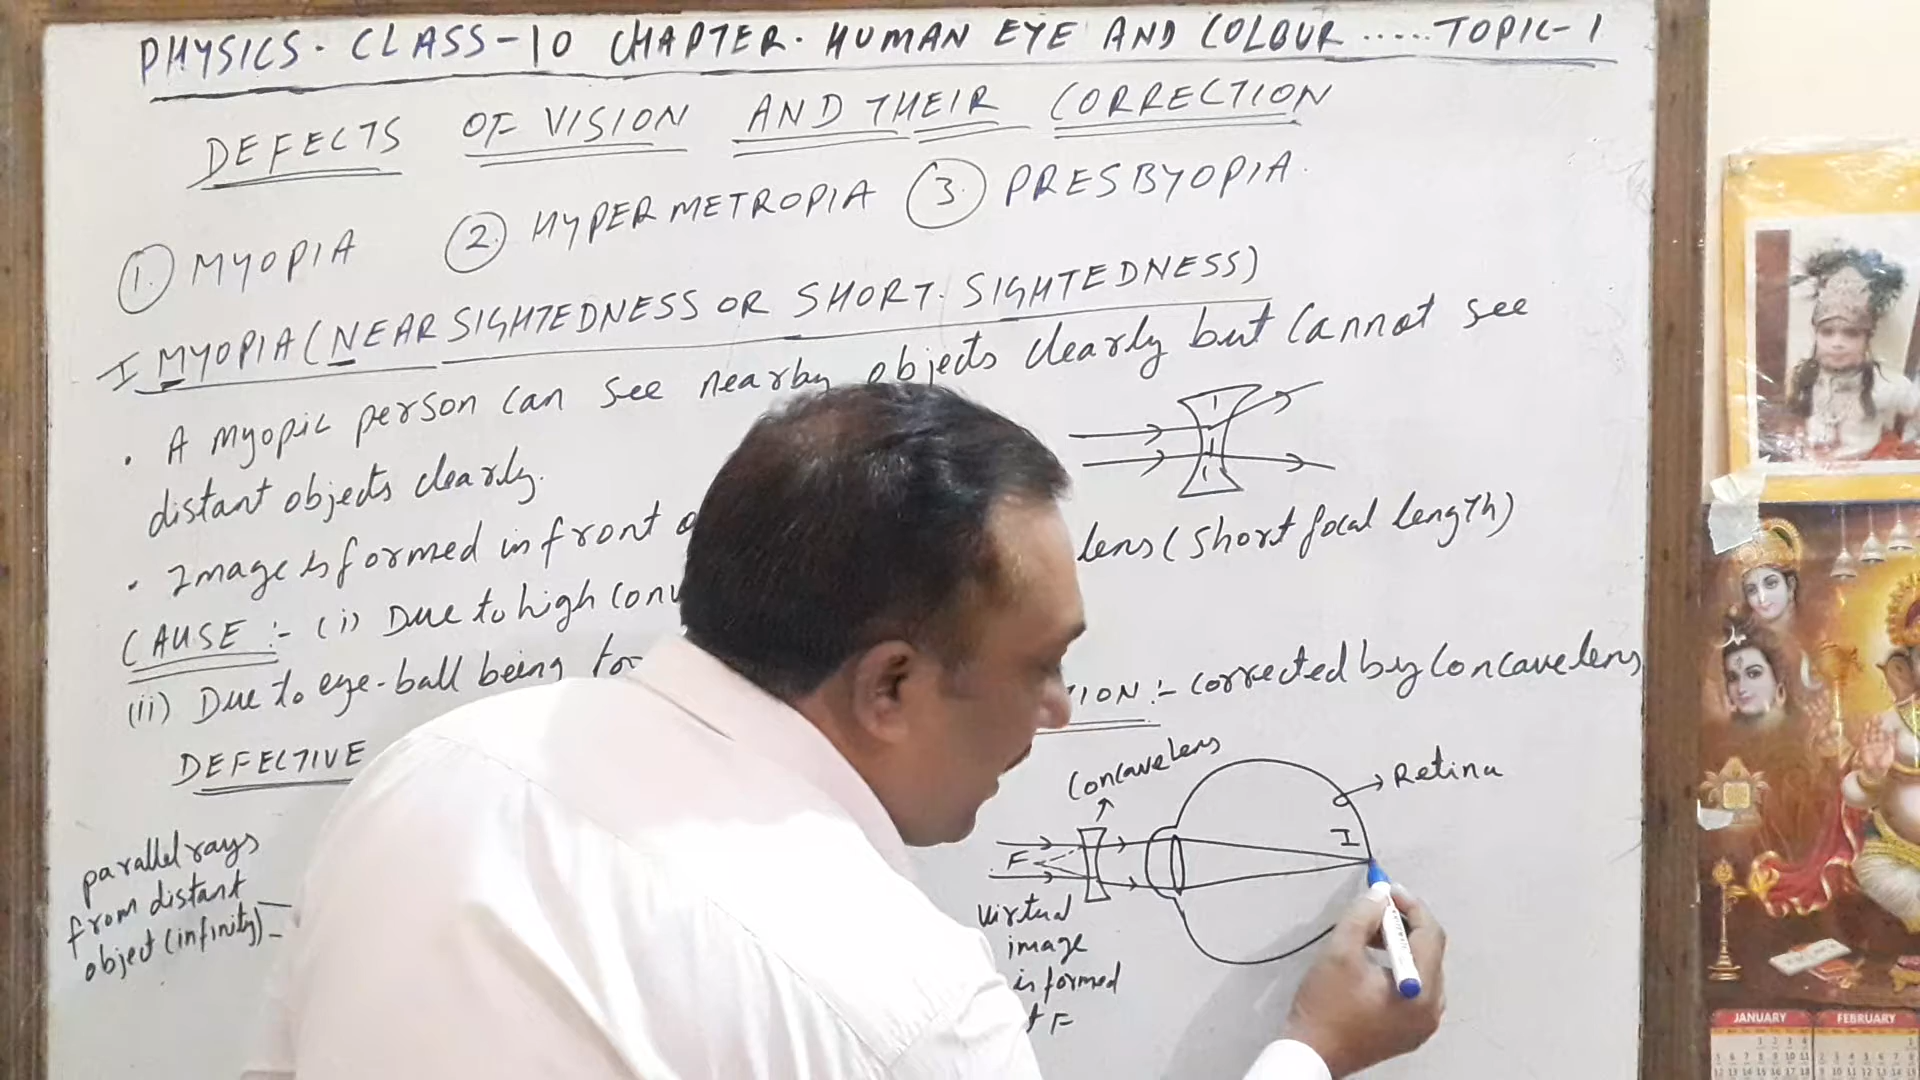 PHYSICS. CLASS-10 CHAPTER. HUMAN EYE AND COLOUR ..... TOPIC-1
DEFECTS OF VISION AND THEIR CORRECTION
1. MYOPIA 2. HYPERMETROPIA 3. PRESBYOPIA.
I MYOPIA (NEARSIGHTEDNESS OR SHORT-SIGHTEDNESS)
• A myopic person can see nearby objects clearly but cannot see
distant objects clearly.
• Image is formed in front
lens (short focal length)
CAUSE :- (i) Due to high
(ii) Due to eye-ball being
:- corrected by concave lens
DEFECTIVE
Concave lens
Retina
I
F
parallel rays
from distant
object (infinity)
Virtual
image
is formed
F
JANUARY FEBRUARY